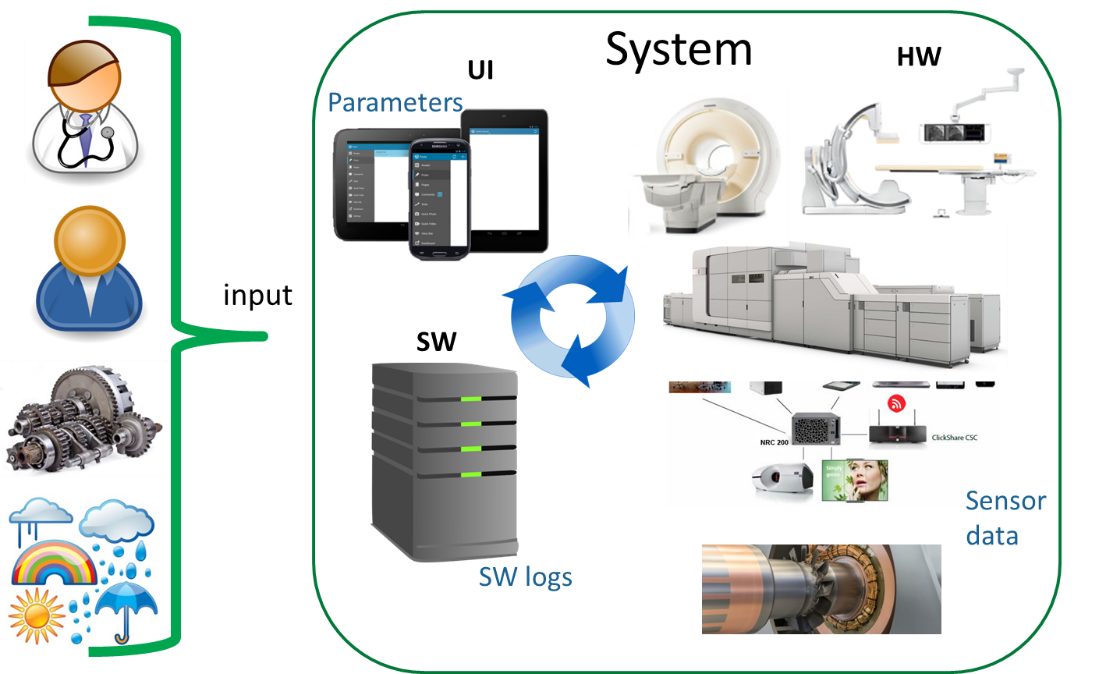 System
UI
HW
Parameters
input
SW
NRC 200
ClickShare CSC
Sensor
data
SW logs